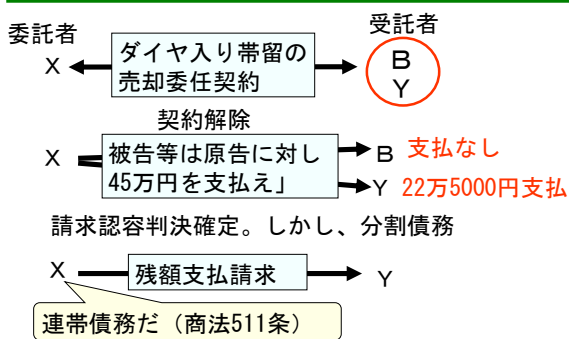 委託者
受託者
X
ダイヤ入り帯留の
売却委任契約
B
Y
契約解除
X
被告等は原告に対し
45万円を支払え」
B 支払なし
Y 22万5000円支払
請求認容判決確定。しかし、分割債務
X
残額支払請求
Y
連帯債務だ（商法511条）